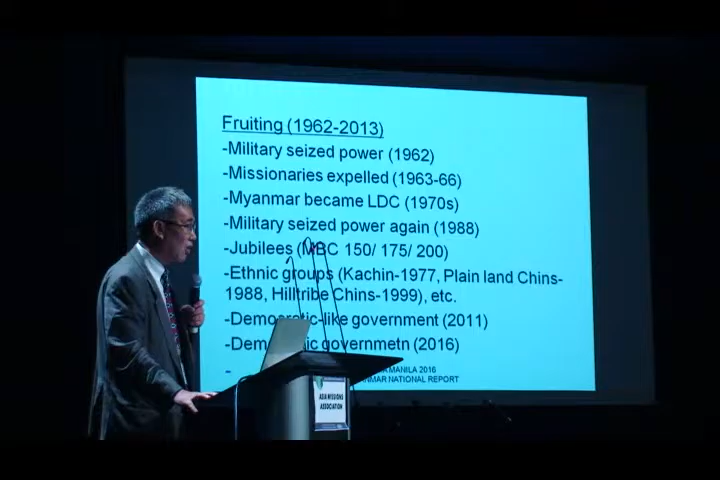 Fruiting (1962-2013)
-Military seized power (1962)
-Missionaries expelled (1963-66)
-Myanmar became LDC (1970s)
-Military seized power again (1988)
-Jubilees (MBC 150/ 175/ 200)
-Ethnic groups (Kachin-1977, Plain land Chins-
1988, Hilltribe Chins-1999), etc.
-Democratic-like government (2011)
-Dem ic governmetn (2016)
-
MANILA 2016
NATIONAL REPORT
ASIA MISSIONS
ASSOCIATION